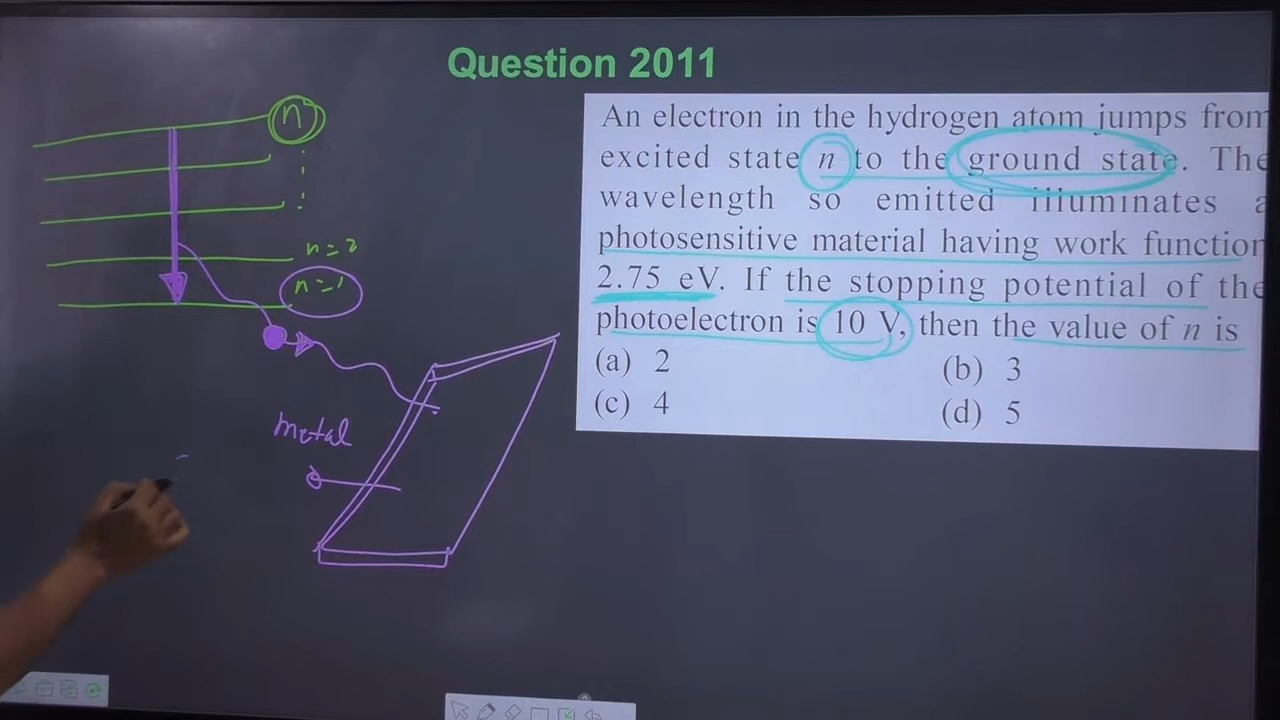 Question 2011
An electron in the hydrogen atom jumps from
excited state n to the ground state. The
wavelength so emitted illuminates a
photosensitive material having work function
2.75 eV. If the stopping potential of the
photoelectron is 10 V, then the value of n is
(a) 2
(b) 3
(c) 4
(d) 5
n
n = 2
n = 1
metal